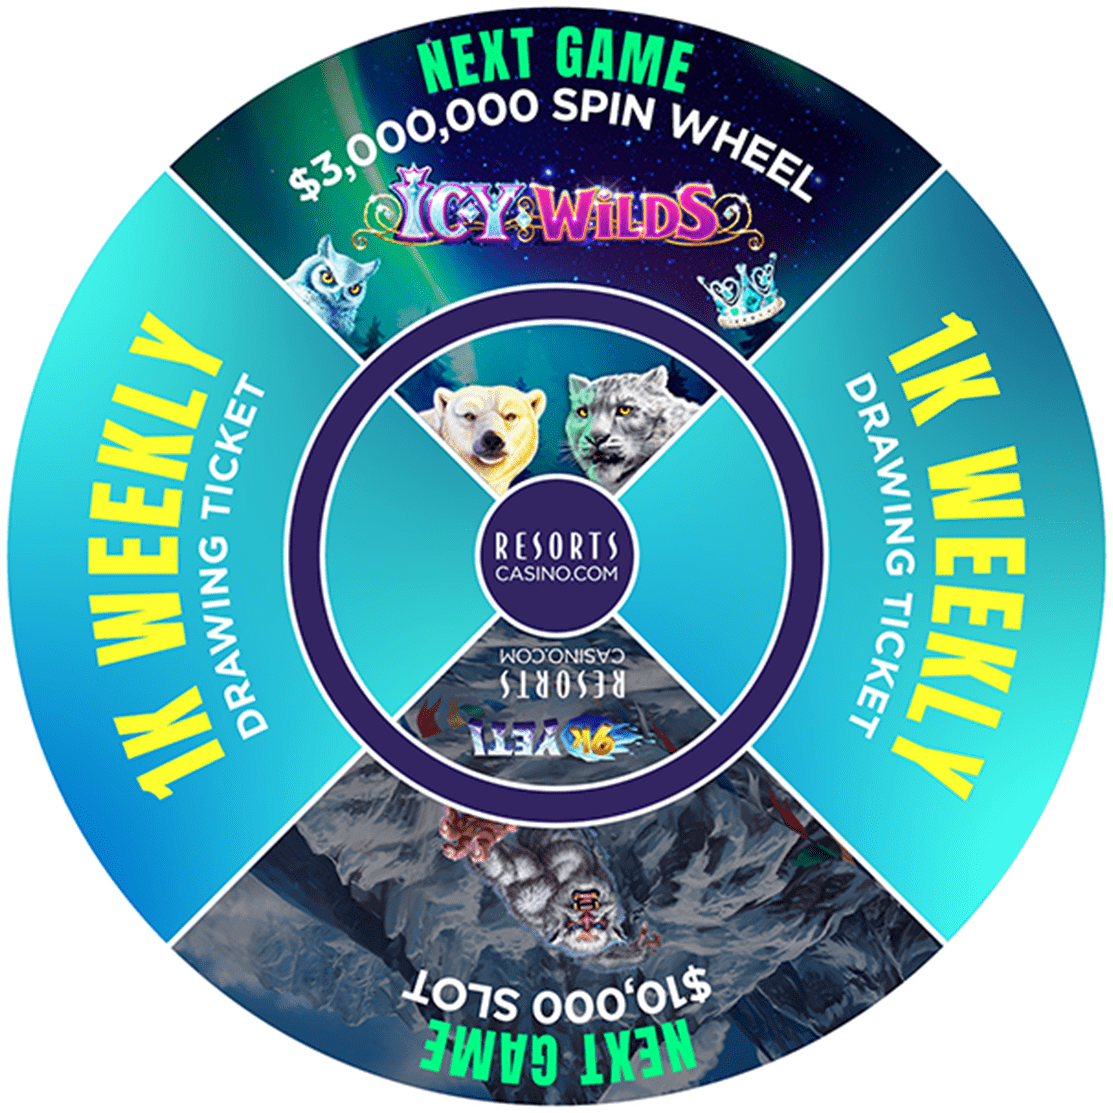 NEXT GAME
$3,000,000 SPIN WHEEL
ICY WILDS
1K WEEKLY
DRAWING TICKET
1K WEEKLY
DRAWING TICKET
RESORTS
CASINO.COM
RESORTS
CASINO.COM
9K YETI
$10,000 SLOT
NEXT GAME